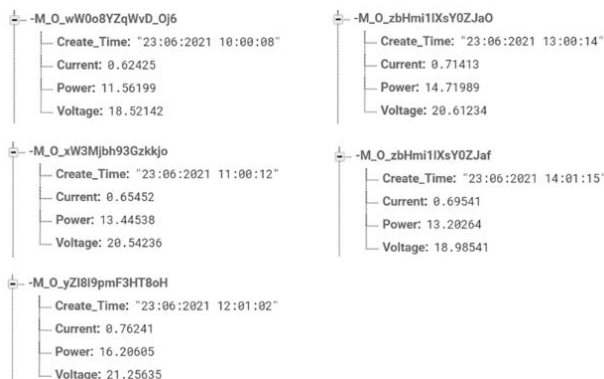 -M_O_wW0o8YZqWvD_Oj6
Create_Time: "23:06:2021 10:00:08"
Current: 0.62425
Power: 11.56199
Voltage: 18.52142
-M_O_xW3Mjbh93Gzkkjo
Create_Time: "23:06:2021 11:00:12"
Current: 0.65452
Power: 13.44538
Voltage: 20.54236
-M_O_yZI8I9pmF3HT8oH
Create_Time: "23:06:2021 12:01:02"
Current: 0.76241
Power: 16.20605
Voltage: 21.25635
-M_O_zbHmi1IXsY0ZJaO
Create_Time: "23:06:2021 13:00:14"
Current: 0.71413
Power: 14.71989
Voltage: 20.61234
-M_O_zbHmi1IXsY0ZJaf
Create_Time: "23:06:2021 14:01:15"
Current: 0.69541
Power: 13.20264
Voltage: 18.98541